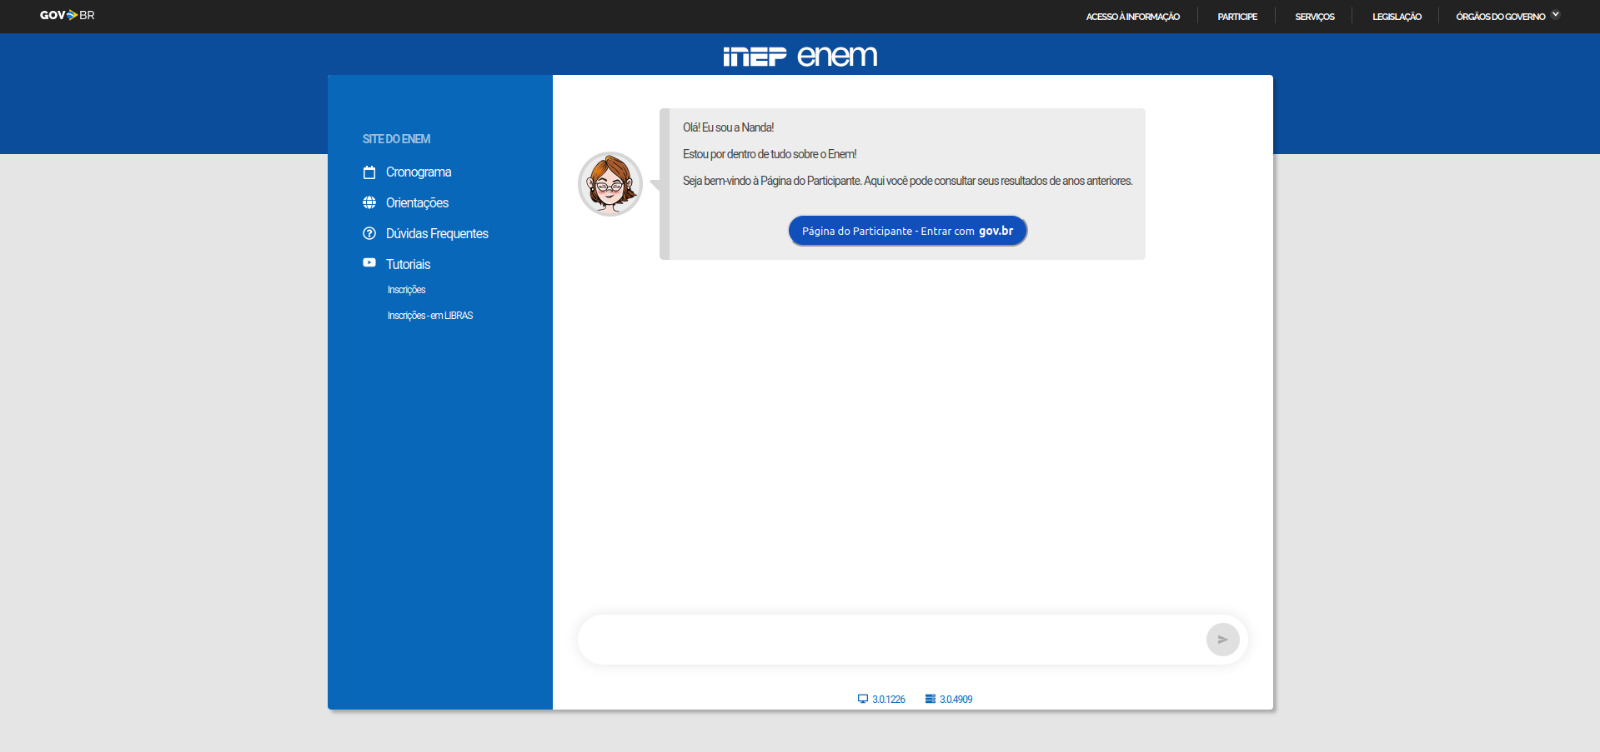 GOV BR
ACESSO À INFORMAÇÃO
PARTICIPE
SERVIÇOS
LEGISLAÇÃO
ÓRGÃOS DO GOVERNO
inep enem
SITE DO ENEM
Cronograma
Orientações
Dúvidas Frequentes
Tutoriais
Inscrições
Inscrições - em LIBRAS
Olá! Eu sou a Nanda!
Estou por dentro de tudo sobre o Enem!
Seja bem-vindo à Página do Participante. Aqui você pode consultar seus resultados de anos anteriores.
Página do Participante - Entrar com gov.br
3.0.1226
3.0.4909